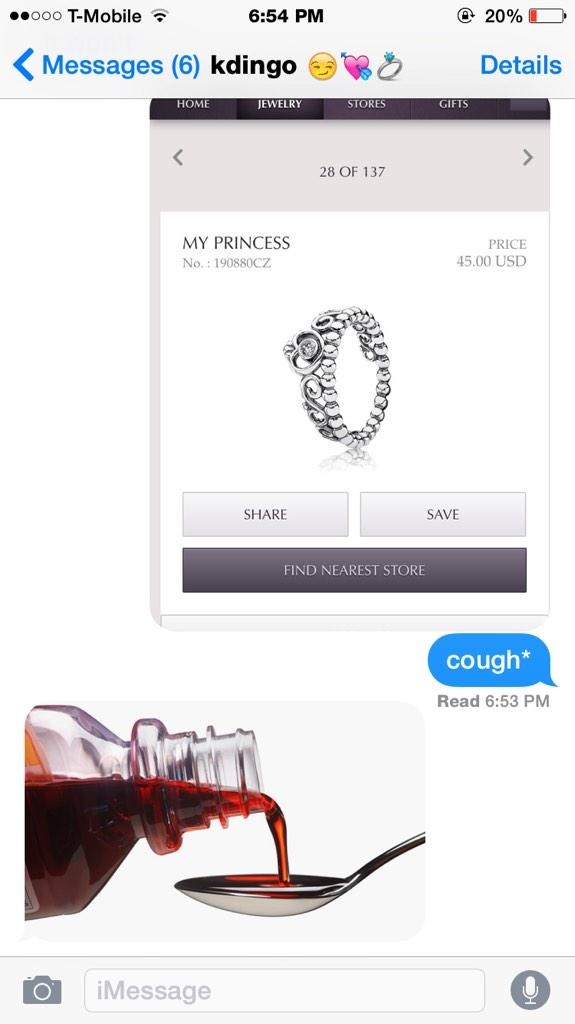 T-Mobile 6:54 PM 20%
Messages (6) kdingo 😏💘💍 Details
HOME JEWELRY STORES GIFTS
28 OF 137
MY PRINCESS PRICE
No. : 190880CZ 45.00 USD
SHARE SAVE
FIND NEAREST STORE
cough*
Read 6:53 PM
iMessage